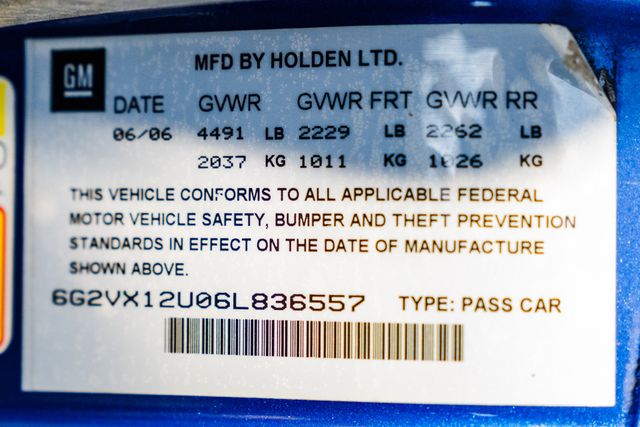 GM
MFD BY HOLDEN LTD.
DATE GVWR GVWR FRT GVWR RR
06/06 4491 LB 2229 LB 2262 LB
2037 KG 1011 KG 1026 KG
THIS VEHICLE CONFORMS TO ALL APPLICABLE FEDERAL
MOTOR VEHICLE SAFETY, BUMPER AND THEFT PREVENTION
STANDARDS IN EFFECT ON THE DATE OF MANUFACTURE
SHOWN ABOVE.
6G2VX12U06L836557 TYPE: PASS CAR